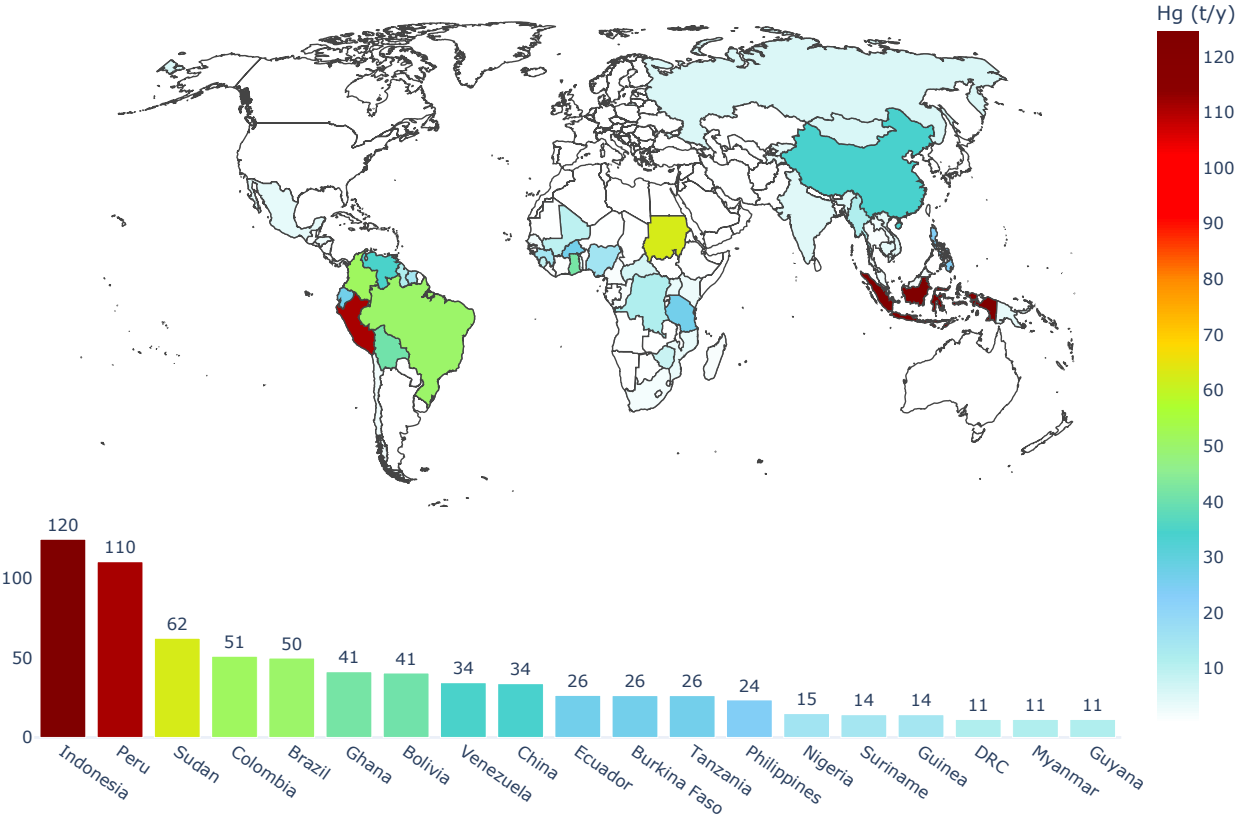 Hg (t/y)
120
110
100
90
80
70
60
50
40
30
20
10
120
110
62
51
50
41
41
34
34
26
26
26
24
15
14
14
11
11
11
100
50
0
Indonesia
Peru
Sudan
Colombia
Brazil
Ghana
Bolivia
Venezuela
China
Ecuador
Burkina Faso
Tanzania
Philippines
Nigeria
Suriname
Guinea
DRC
Myanmar
Guyana